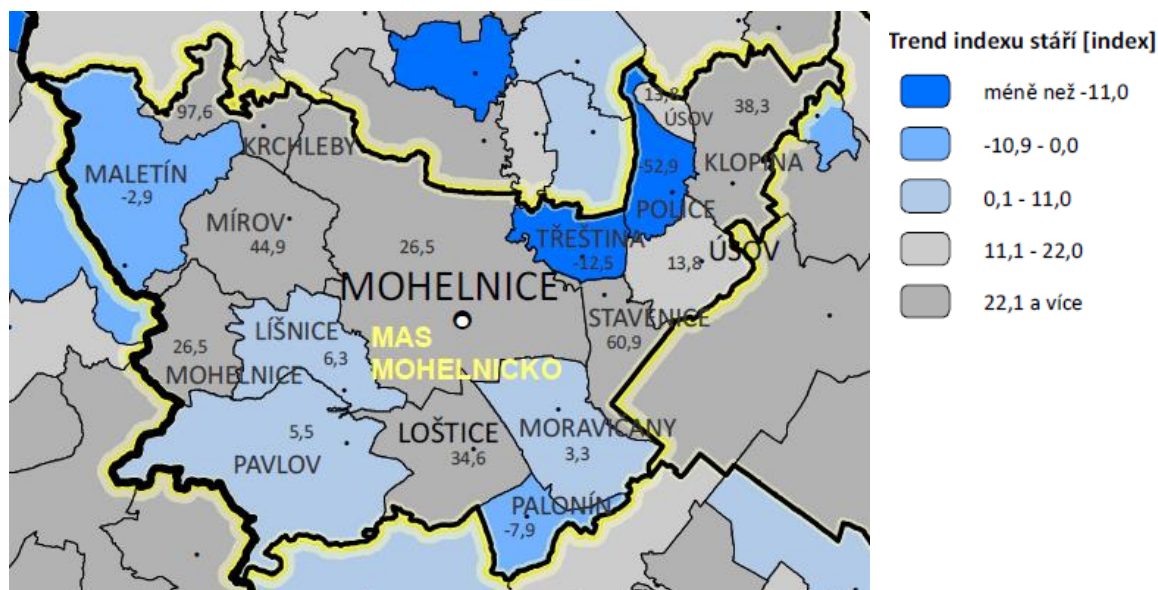 Trend indexu stáří [index]
méně než -11,0
-10,9 - 0,0
0,1 - 11,0
11,1 - 22,0
22,1 a více
97,6
KRCHLEBY
13,8
ÚSOV
38,3
KLOPINA
MALETÍN
-2,9
-52,9
POLICE
MÍROV
44,9
26,5
MOHELNICE
TŘEŠTINA
-12,5
ÚSOV
13,8
STAVENICE
60,9
LÍŠNICE
6,3
MAS
MOHELNICKO
26,5
MOHELNICE
5,5
PAVLOV
LOŠTICE
34,6
MORAVIČANY
3,3
PALONÍN
-7,9